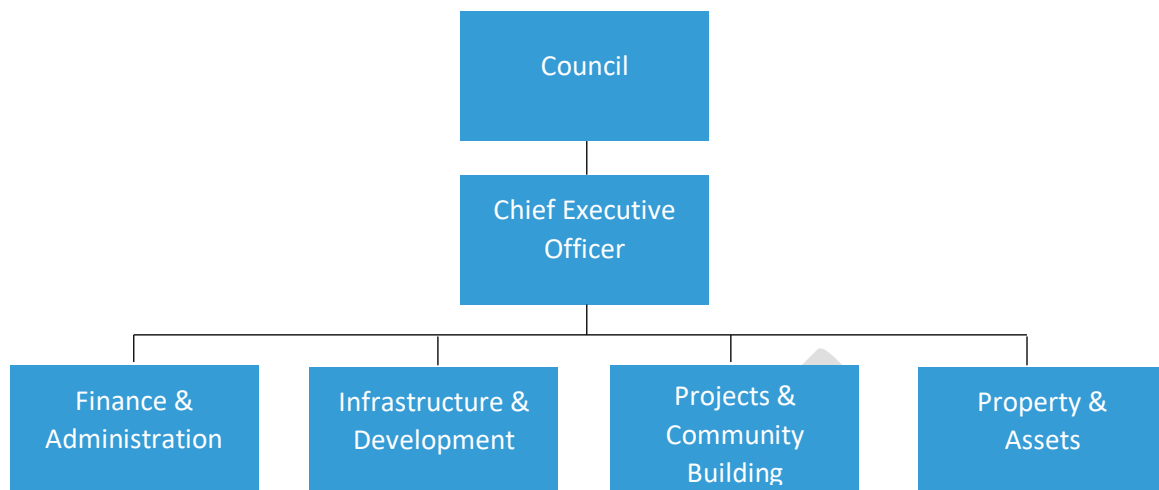 Council
Chief Executive
Officer
Finance &
Administration
Infrastructure &
Development
Projects &
Community
Building
Property &
Assets